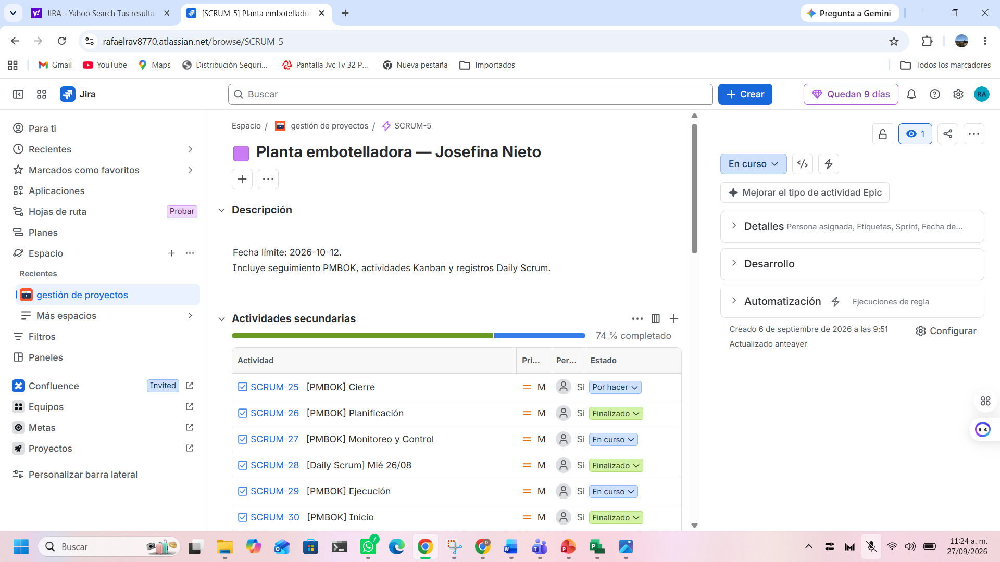 JIRA - Yahoo Search Tus resulta
[SCRUM-5] Planta embotellado
Pregunta a Gemini
rafaelrav8770.atlassian.net/browse/SCRUM-5
Gmail
YouTube
Maps
Distribución Seguri...
Pantalla Jvc Tv 32 P...
Nueva pestaña
Importados
Todos los marcadores
Jira
Buscar
Crear
Quedan 9 días
RA
Para ti
Recientes
Marcados como favoritos
Aplicaciones
Hojas de ruta
Probar
Planes
Espacio
Recientes
gestión de proyectos
Más espacios
Filtros
Paneles
Confluence
Invited
Equipos
Metas
Proyectos
Personalizar barra lateral
Espacio / gestión de proyectos / SCRUM-5
Planta embotelladora — Josefina Nieto
Descripción
Fecha límite: 2026-10-12.
Incluye seguimiento PMBOK, actividades Kanban y registros Daily Scrum.
Actividades secundarias
74 % completado
Actividad Pri... Per... Estado
SCRUM-25 [PMBOK] Cierre M Si Por hacer
SCRUM-26 [PMBOK] Planificación M Si Finalizado
SCRUM-27 [PMBOK] Monitoreo y Control M Si En curso
SCRUM-28 [Daily Scrum] Mié 26/08 M Si Finalizado
SCRUM-29 [PMBOK] Ejecución M Si En curso
SCRUM-30 [PMBOK] Inicio M Si Finalizado
1
En curso
Mejorar el tipo de actividad Epic
Detalles Persona asignada, Etiquetas, Sprint, Fecha de...
Desarrollo
Automatización Ejecuciones de regla
Creado 6 de septiembre de 2026 a las 9:51
Configurar
Actualizado anteayer
Buscar
7
D
11:24 a. m.
27/09/2026